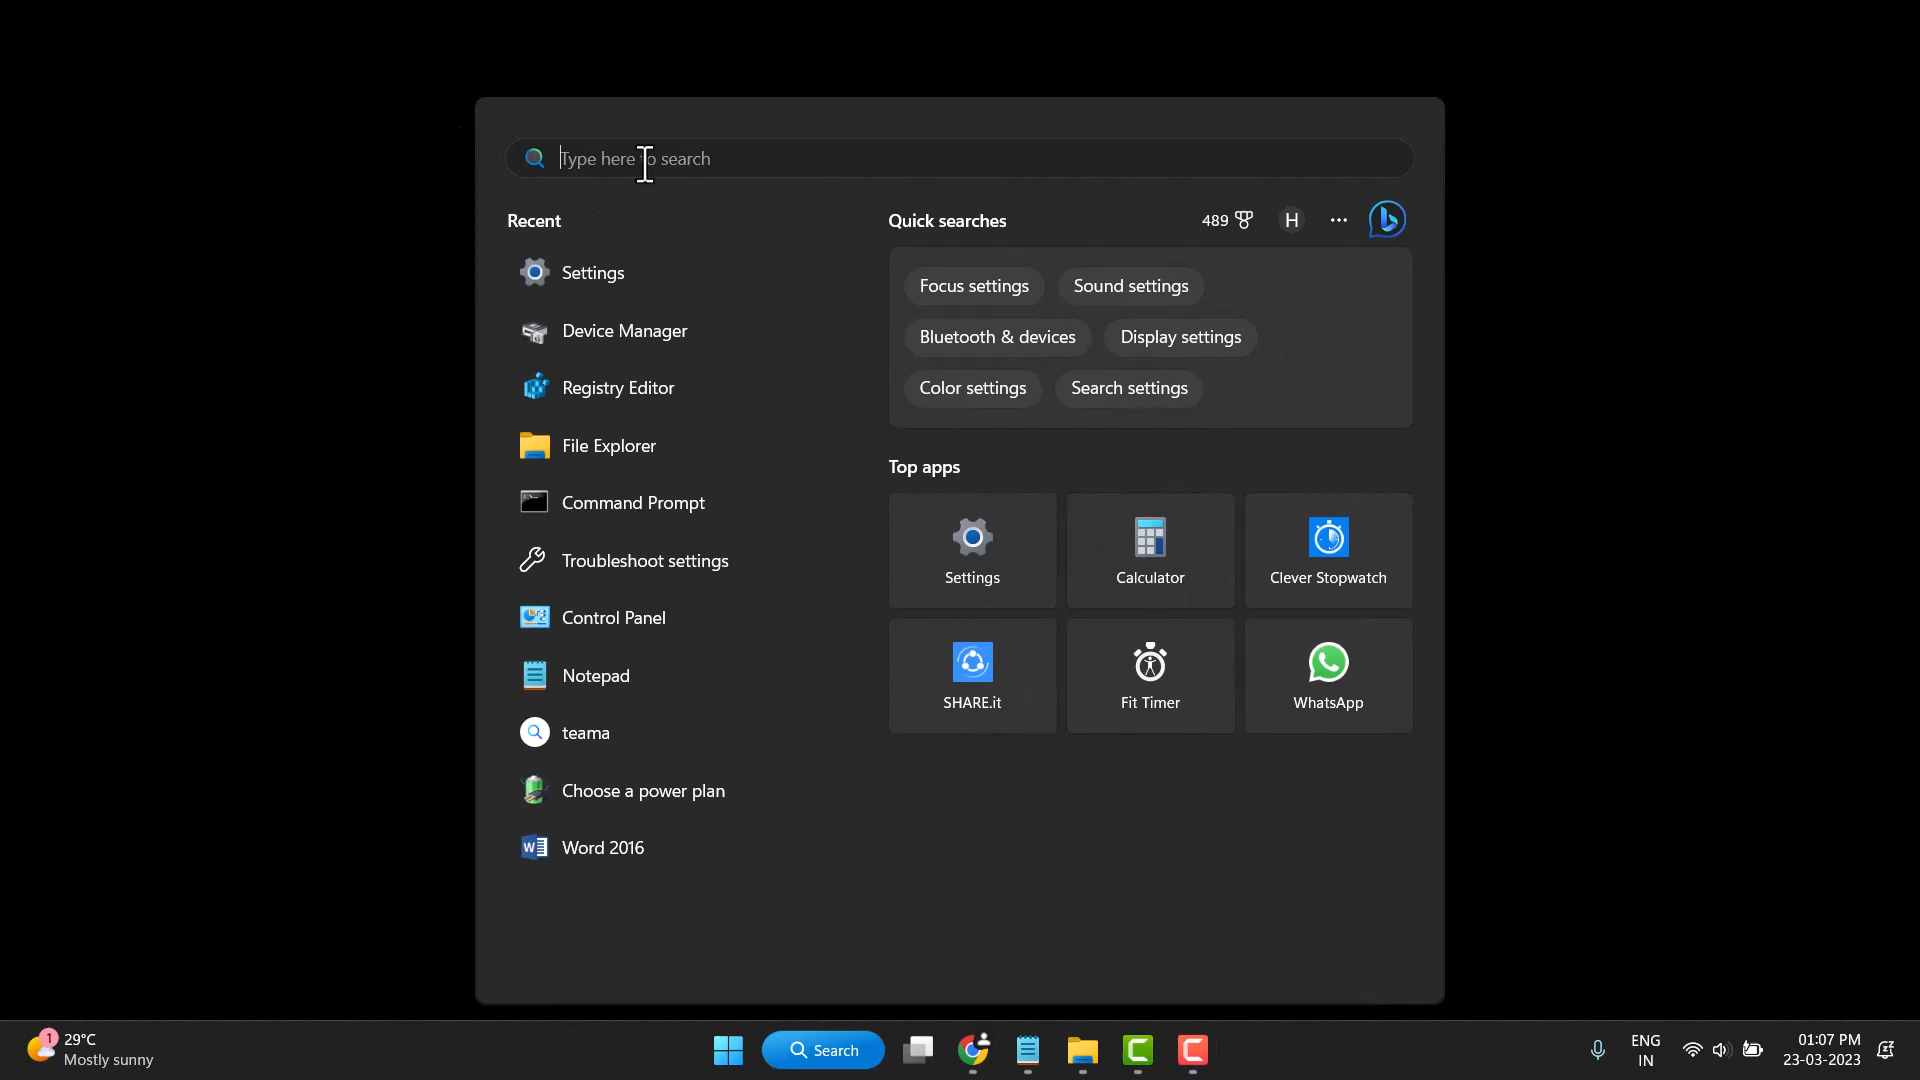 Type here to search
Recent
Quick searches
489
H
Settings
Device Manager
Registry Editor
File Explorer
Command Prompt
Troubleshoot settings
Control Panel
Notepad
teama
Choose a power plan
Word 2016
Focus settings
Sound settings
Bluetooth & devices
Display settings
Color settings
Search settings
Top apps
Settings
Calculator
Clever Stopwatch
SHARE.it
Fit Timer
WhatsApp
1
29°C
Mostly sunny
Search
ENG
IN
01:07 PM
23-03-2023